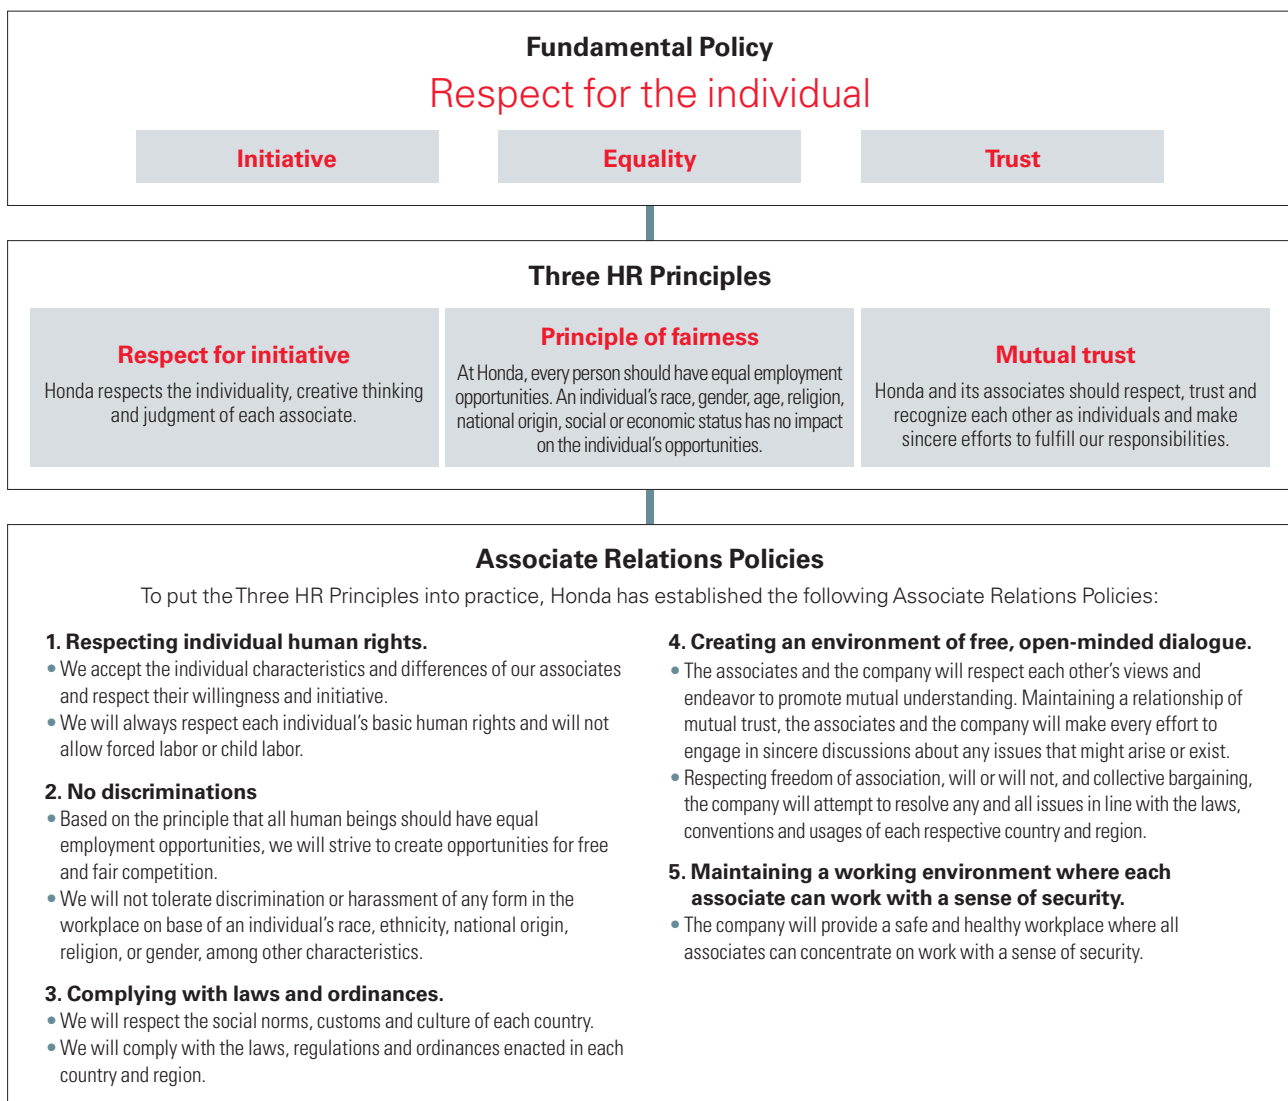 Fundamental Policy
Respect for the individual
Initiative
Equality
Trust
Three HR Principles
Respect for initiative
Honda respects the individuality, creative thinking
and judgment of each associate.
Principle of fairness
At Honda, every person should have equal employment
opportunities. An individual's race, gender, age, religion,
national origin, social or economic status has no impact
on the individual's opportunities.
Mutual trust
Honda and its associates should respect, trust and
recognize each other as individuals and make
sincere efforts to fulfill our responsibilities.
Associate Relations Policies
To put the Three HR Principles into practice, Honda has established the following Associate Relations Policies:
1. Respecting individual human rights.
• We accept the individual characteristics and differences of our associates
and respect their willingness and initiative.
• We will always respect each individual's basic human rights and will not
allow forced labor or child labor.
2. No discriminations
• Based on the principle that all human beings should have equal
employment opportunities, we will strive to create opportunities for free
and fair competition.
• We will not tolerate discrimination or harassment of any form in the
workplace on base of an individual's race, ethnicity, national origin,
religion, or gender, among other characteristics.
3. Complying with laws and ordinances.
• We will respect the social norms, customs and culture of each country.
• We will comply with the laws, regulations and ordinances enacted in each
country and region.
4. Creating an environment of free, open-minded dialogue.
• The associates and the company will respect each other's views and
endeavor to promote mutual understanding. Maintaining a relationship of
mutual trust, the associates and the company will make every effort to
engage in sincere discussions about any issues that might arise or exist.
• Respecting freedom of association, will or will not, and collective bargaining,
the company will attempt to resolve any and all issues in line with the laws,
conventions and usages of each respective country and region.
5. Maintaining a working environment where each
associate can work with a sense of security.
• The company will provide a safe and healthy workplace where all
associates can concentrate on work with a sense of security.